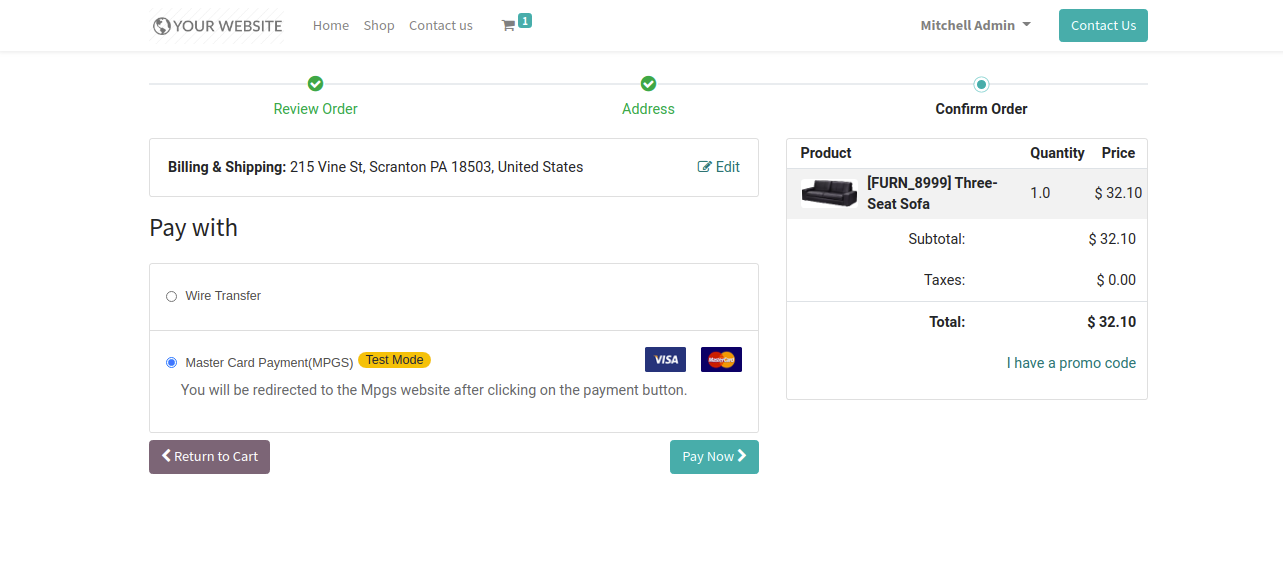 YOUR WEBSITE
Home Shop Contact us 1
Mitchell Admin
Contact Us
Review Order
Address
Confirm Order
Billing & Shipping: 215 Vine St, Scranton PA 18503, United States
Edit
Pay with
Wire Transfer
Master Card Payment(MPGS) Test Mode
VISA MasterCard
You will be redirected to the Mpgs website after clicking on the payment button.
Return to Cart
Pay Now
Product Quantity Price
[FURN_8999] Three-
Seat Sofa
1.0 $ 32.10
Subtotal: $ 32.10
Taxes: $ 0.00
Total: $ 32.10
I have a promo code